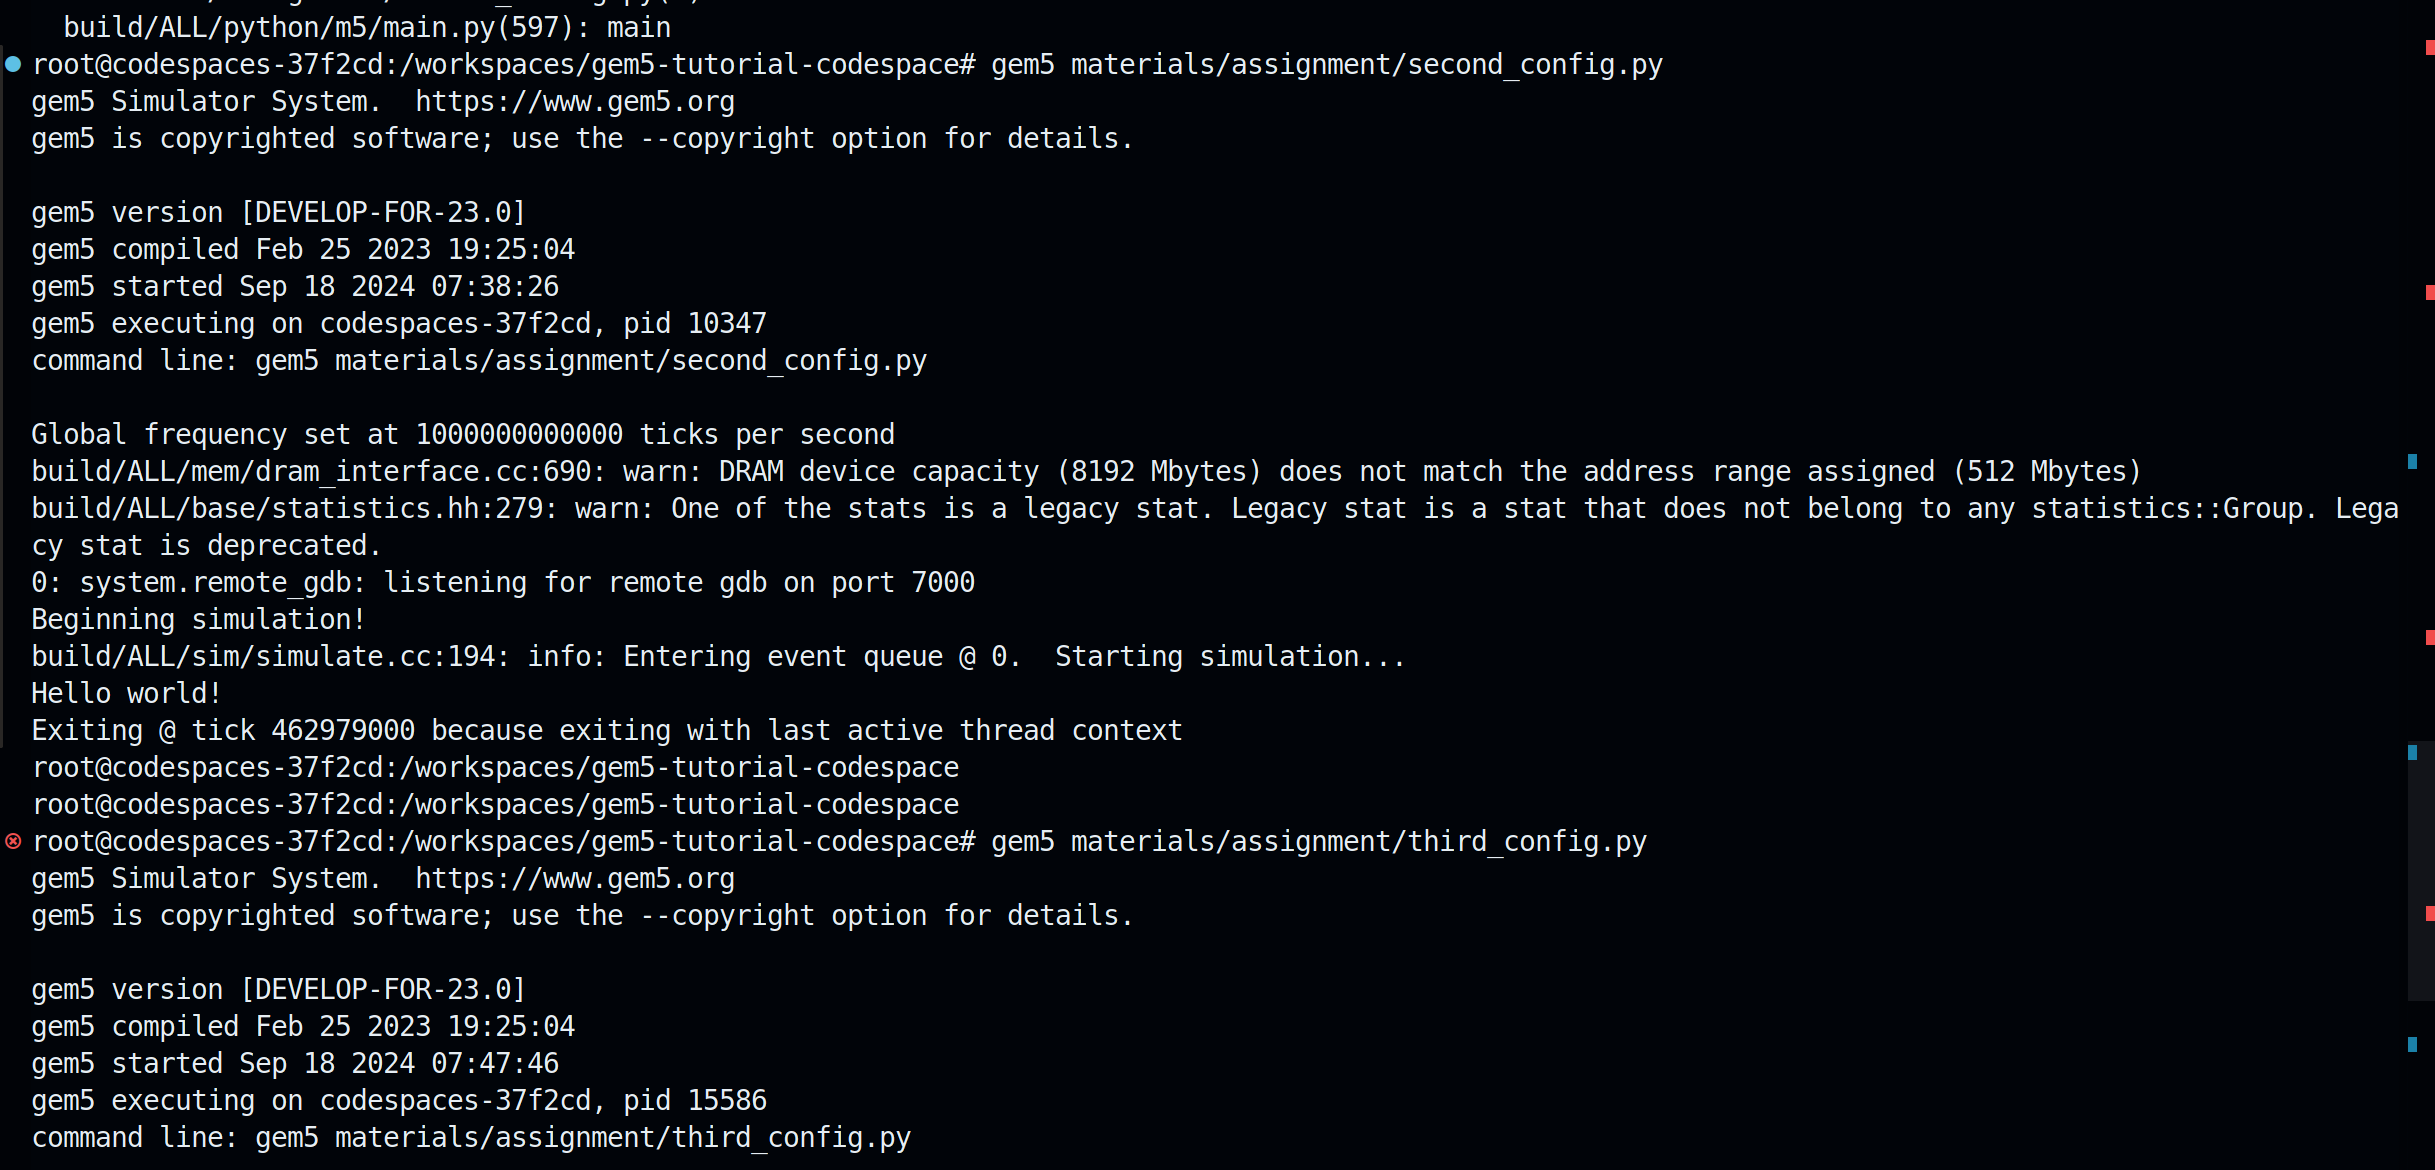 build/ALL/python/m5/main.py(597): main
root@codespaces-37f2cd:/workspaces/gem5-tutorial-codespace# gem5 materials/assignment/second_config.py
gem5 Simulator System.  https://www.gem5.org
gem5 is copyrighted software; use the --copyright option for details.
gem5 version [DEVELOP-FOR-23.0]
gem5 compiled Feb 25 2023 19:25:04
gem5 started Sep 18 2024 07:38:26
gem5 executing on codespaces-37f2cd, pid 10347
command line: gem5 materials/assignment/second_config.py
Global frequency set at 1000000000000 ticks per second
build/ALL/mem/dram_interface.cc:690: warn: DRAM device capacity (8192 Mbytes) does not match the address range assigned (512 Mbytes)
build/ALL/base/statistics.hh:279: warn: One of the stats is a legacy stat. Legacy stat is a stat that does not belong to any statistics::Group. Lega
cy stat is deprecated.
0: system.remote_gdb: listening for remote gdb on port 7000
Beginning simulation!
build/ALL/sim/simulate.cc:194: info: Entering event queue @ 0.  Starting simulation...
Hello world!
Exiting @ tick 462979000 because exiting with last active thread context
root@codespaces-37f2cd:/workspaces/gem5-tutorial-codespace
root@codespaces-37f2cd:/workspaces/gem5-tutorial-codespace
root@codespaces-37f2cd:/workspaces/gem5-tutorial-codespace# gem5 materials/assignment/third_config.py
gem5 Simulator System.  https://www.gem5.org
gem5 is copyrighted software; use the --copyright option for details.
gem5 version [DEVELOP-FOR-23.0]
gem5 compiled Feb 25 2023 19:25:04
gem5 started Sep 18 2024 07:47:46
gem5 executing on codespaces-37f2cd, pid 15586
command line: gem5 materials/assignment/third_config.py